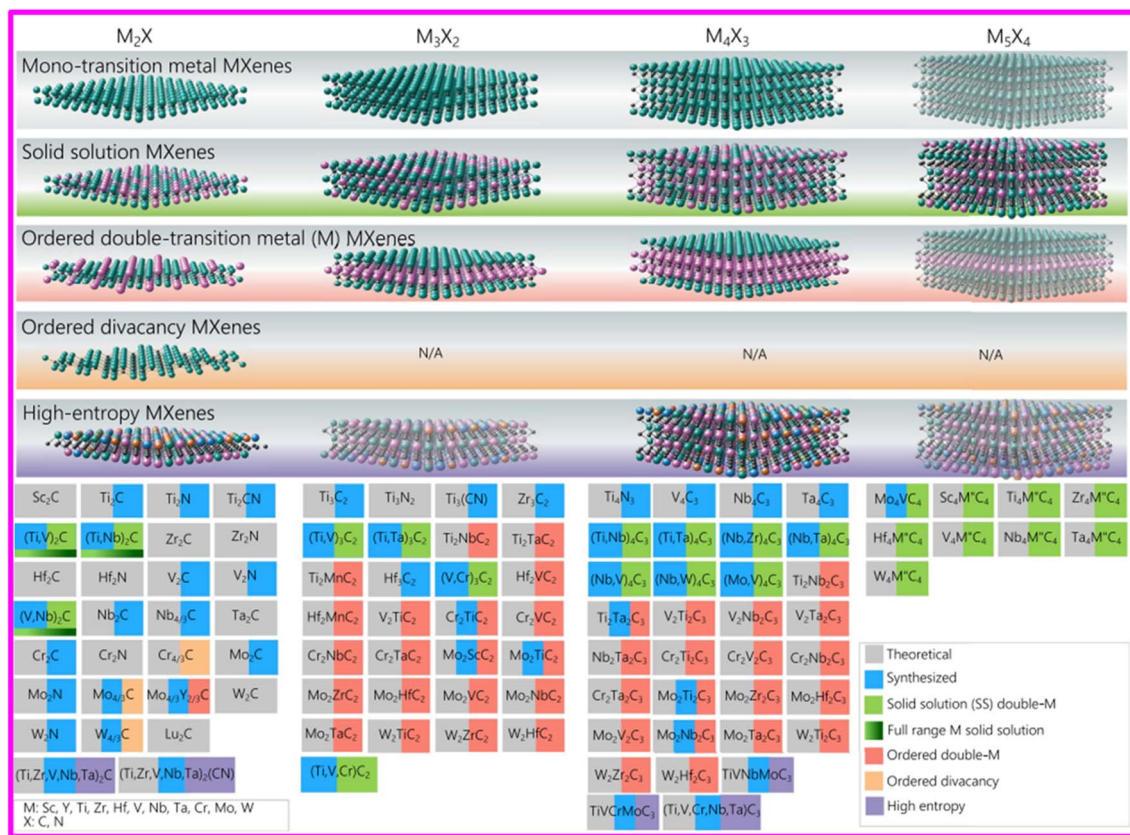 M₂X M₃X₂ M₄X₃ M₅X₄
Mono-transition metal MXenes
Solid solution MXenes
Ordered double-transition metal (M) MXenes
Ordered divacancy MXenes
N/A N/A N/A
High-entropy MXenes
Sc₂C Ti₂C Ti₂N Ti₂CN Ti₃C₂ Ti₃N₂ Ti₃(CN) Zr₃C₂ Ti₄N₃ V₄C₃ Nb₄C₃ Ta₄C₃ Mo₄VC₄ Sc₄M"C₄ Ti₄M"C₄ Zr₄M"C₄
(Ti,V)₂C (Ti,Nb)₂C Zr₂C Zr₂N (Ti,V)₃C₂ (Ti,Ta)₃C₂ Ti₂NbC₂ Ti₂TaC₂ (Ti,Nb)₄C₃ (Ti,Ta)₄C₃ (Nb,Zr)₄C₃ (Nb,Ta)₄C₃ Hf₄M"C₄ V₄M"C₄ Nb₄M"C₄ Ta₄M"C₄
Hf₂C Hf₂N V₂C V₂N Ti₂MnC₂ Hf₃C₂ (V,Cr)₃C₂ Hf₂VC₂ (Nb,V)₄C₃ (Nb,W)₄C₃ (Mo,V)₄C₃ Ti₂Nb₂C₃ W₄M"C₄
(V,Nb)₂C Nb₂C Nb₄/₃C Ta₂C Hf₂MnC₂ V₂TiC₂ Cr₂TiC₂ Cr₂VC₂ Ti₂Ta₂C₃ V₂Ti₂C₃ V₂Nb₂C₃ V₂Ta₂C₃
Cr₂C Cr₂N Cr₄/₃C Mo₂C Cr₂NbC₂ Cr₂TaC₂ Mo₂ScC₂ Mo₂TiC₂ Nb₂Ta₂C₃ Cr₂Ti₂C₃ Cr₂V₂C₃ Cr₂Nb₂C₃
Mo₂N Mo₄/₃C Mo₄/₃Y₂/₃C W₂C Mo₂ZrC₂ Mo₂HfC₂ Mo₂VC₂ Mo₂NbC₂ Cr₂Ta₂C₃ Mo₂Ti₂C₃ Mo₂Zr₂C₃ Mo₂Hf₂C₃
W₂N W₄/₃C Lu₂C Mo₂TaC₂ W₂TiC₂ W₂ZrC₂ W₂HfC₂ Mo₂V₂C₃ Mo₂Nb₂C₃ Mo₂Ta₂C₃ W₂Ti₂C₃
(Ti,Zr,V,Nb,Ta)₂C (Ti,Zr,V,Nb,Ta)₂(CN) (Ti,V,Cr)C₂ W₂Zr₂C₃ W₂Hf₂C₃ TiVNbMoC₃
TiVCrMoC₃ (Ti,V,Cr,Nb,Ta)C₃
M: Sc, Y, Ti, Zr, Hf, V, Nb, Ta, Cr, Mo, W
X: C, N
Theoretical
Synthesized
Solid solution (SS) double-M
Full range M solid solution
Ordered double-M
Ordered divacancy
High entropy